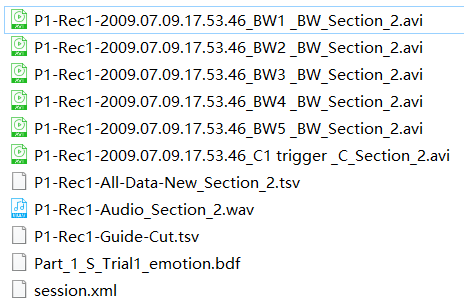 P1-Rec1-2009.07.09.17.53.46_BW1 _BW_Section_2.avi
P1-Rec1-2009.07.09.17.53.46_BW2 _BW_Section_2.avi
P1-Rec1-2009.07.09.17.53.46_BW3 _BW_Section_2.avi
P1-Rec1-2009.07.09.17.53.46_BW4 _BW_Section_2.avi
P1-Rec1-2009.07.09.17.53.46_BW5 _BW_Section_2.avi
P1-Rec1-2009.07.09.17.53.46_C1 trigger _C_Section_2.avi
P1-Rec1-All-Data-New_Section_2.tsv
P1-Rec1-Audio_Section_2.wav
P1-Rec1-Guide-Cut.tsv
Part_1_S_Trial1_emotion.bdf
session.xml